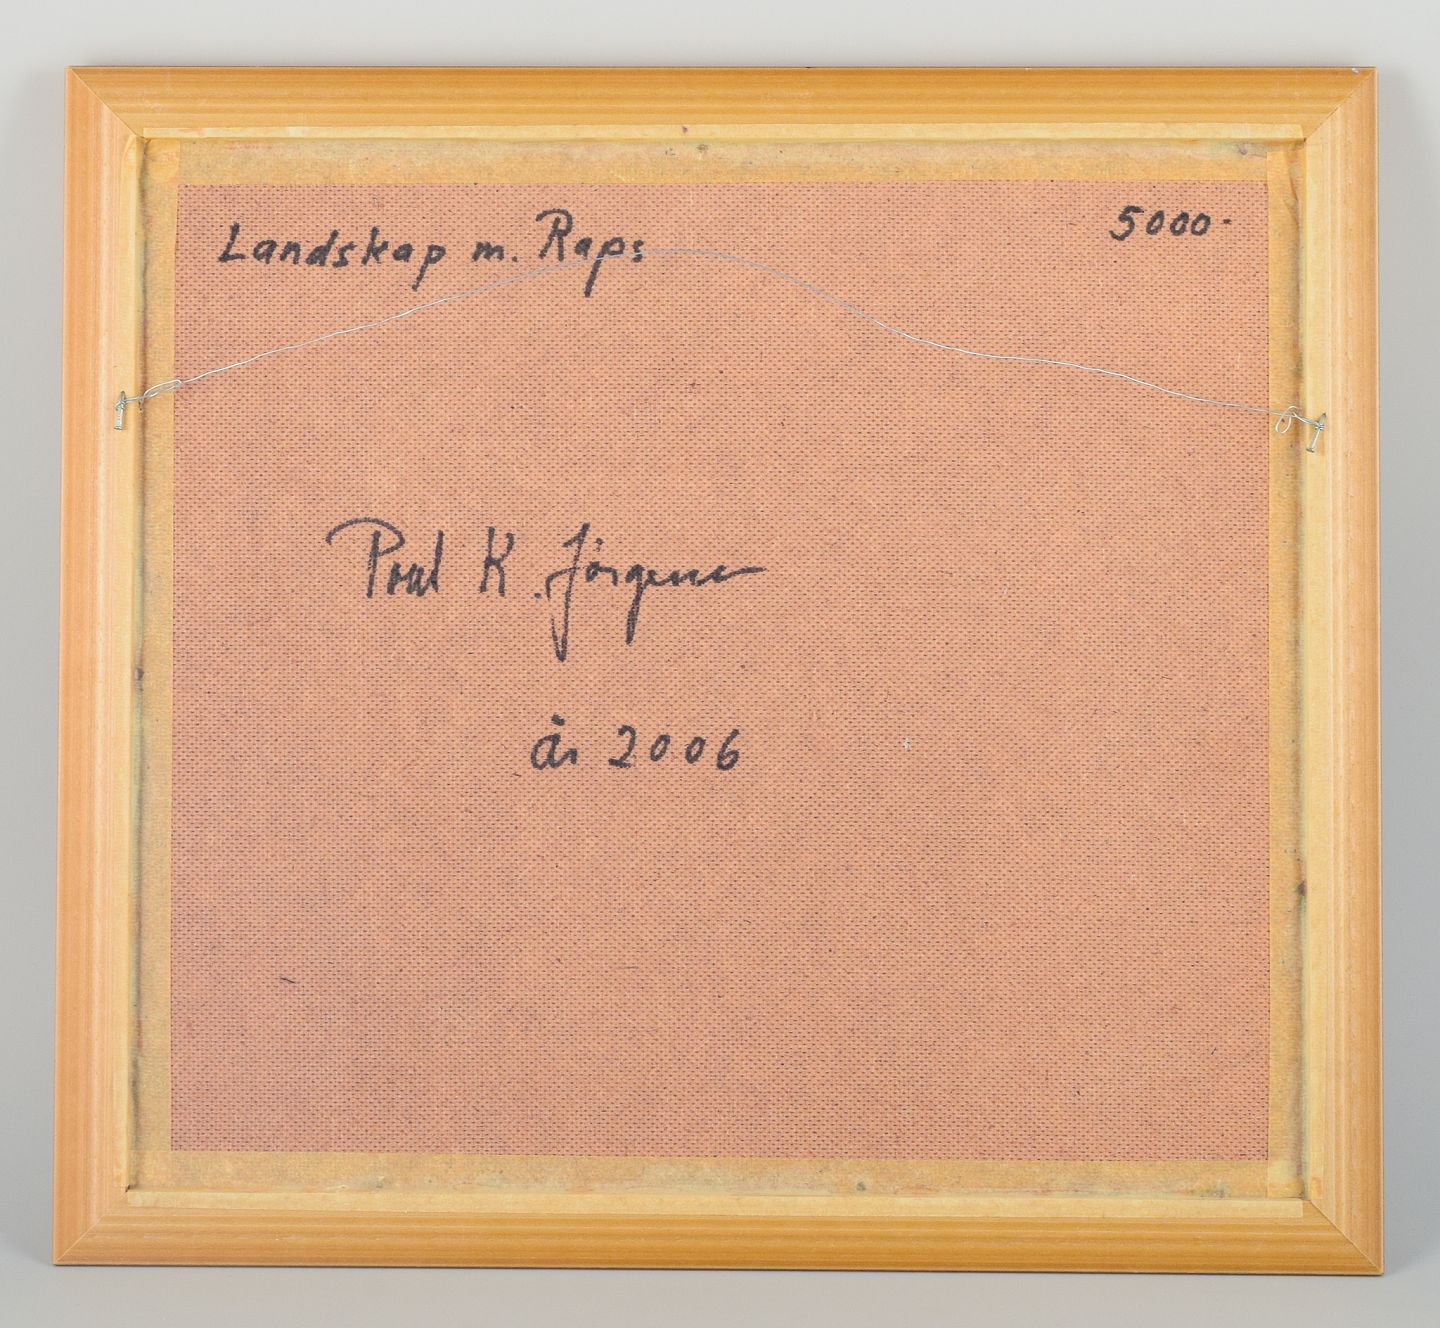 Landskap m. Raps
5000-
Poul K. Jörgensen
år 2006